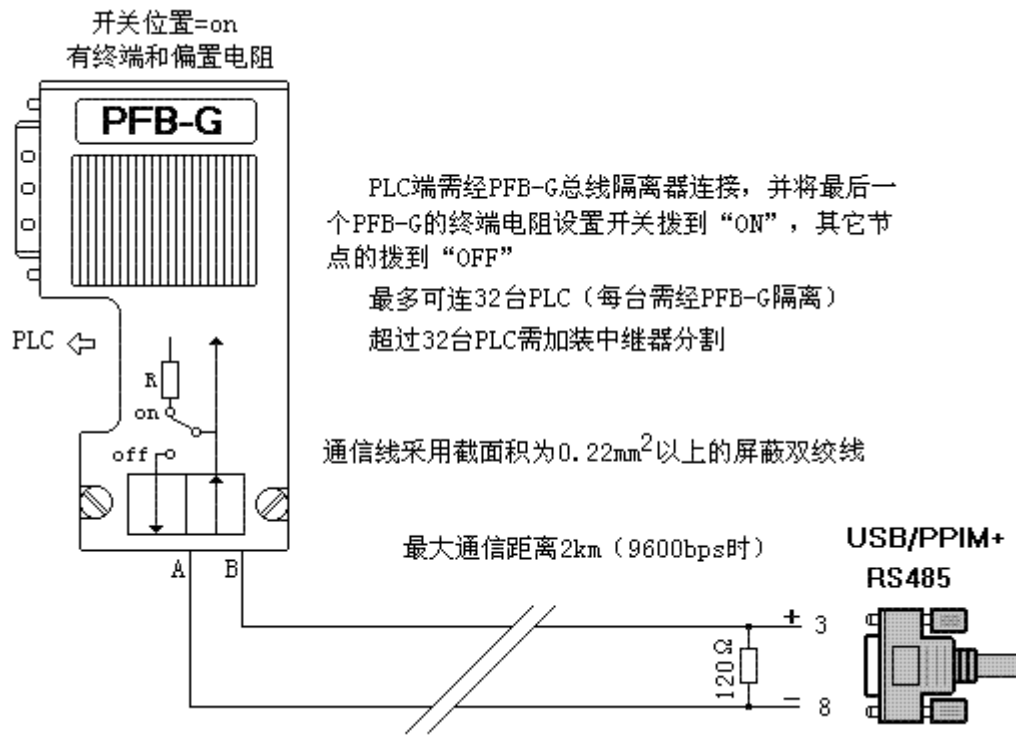 开关位置=on
有终端和偏置电阻
PFB-G
PLC端需经PFB-G总线隔离器连接，并将最后一
个PFB-G的终端电阻设置开关拨到“ON”，其它节
点的拨到“OFF”
最多可连32台PLC（每台需经PFB-G隔离）
超过32台PLC需加装中继器分割
PLC
R
on
off
通信线采用截面积为0.22mm²以上的屏蔽双绞线
最大通信距离2km（9600bps时）
USB/PPIM+
RS485
A B
+ 3
120Ω
- 8